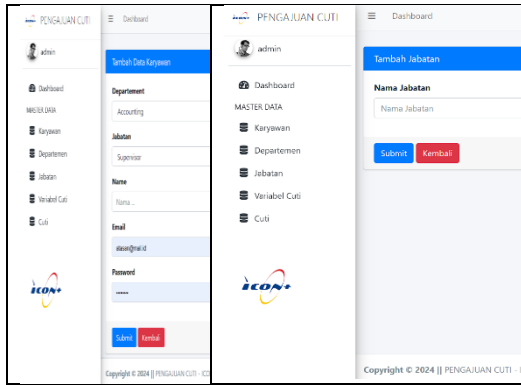 PENGAJUAN CUTI
Dashboard
admin
Tambah Data Karyawan
Dashboard
MASTER DATA
Karyawan
Departemen
Jabatan
Variabel Cuti
Cuti
Departement
Accounting
Jabatan
Supervisor
Name
Nama ...
Email
Password
Submit Kembali
ICON+
Copyright © 2024 || PENGAJUAN CUTI - ICO
PENGAJUAN CUTI
Dashboard
admin
Tambah Jabatan
Dashboard
MASTER DATA
Karyawan
Departemen
Jabatan
Variabel Cuti
Cuti
Nama Jabatan
Nama Jabatan
Submit Kembali
ICON+
Copyright © 2024 || PENGAJUAN CUTI -